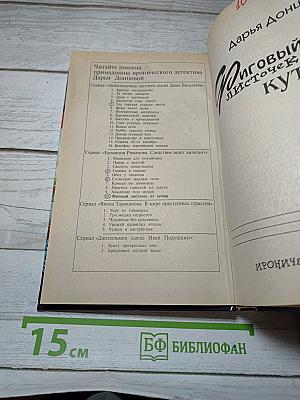 Читайте романы
примадонны иронического детектива
Дарьи Донцовой
Сериал «Любительница частного сыска Даша Васильева»
1. Крутые наследнички
2. За всеми зайцами
3. Дама с коготками
4. Дантисты тоже плачут
5. Эта горькая сладкая месть
6. Жена моего мужа
7. Несекретные материалы
8. Контрольный поцелуй
9. Бассейн с крокодилами
10. Спят усталые игрушки
11. Вынос дела
12. Хобби гадкого утенка
13. Домик тетушки лжи
14. Привидение в кроссовках
15. Улыбка 45-го калибра
16. Бенефис мартовской кошки
Сериал «Евлампия Романова. Следствие ведет дилетант»
1. Маникюр для покойника
2. Покер с акулой
3. Сволочь ненаглядная
4. Гадюка в сиропе
5. Обед у людоеда
6. Созвездие жадных псов
7. Канкан на поминках
8. Прогноз гадостей на завтра
9. Хождение под мухой
10. Фиговый листочек от кутюр
Сериал «Виола Тараканова. В мире преступных страстей»
1. Черт из табакерки
2. Три мешка хитростей
3. Чудовище без красавицы
4. Урожай ядовитых ягодок
5. Чудеса в кастрюльке
Сериал «Джентльмен сыска Иван Подушкин»
1. Букет прекрасных дам
2. Бриллиант мутной воды
Дарья Донц
Фиговый
листочек
кут
ирониче
15 см
БФ БИБЛИОФАН